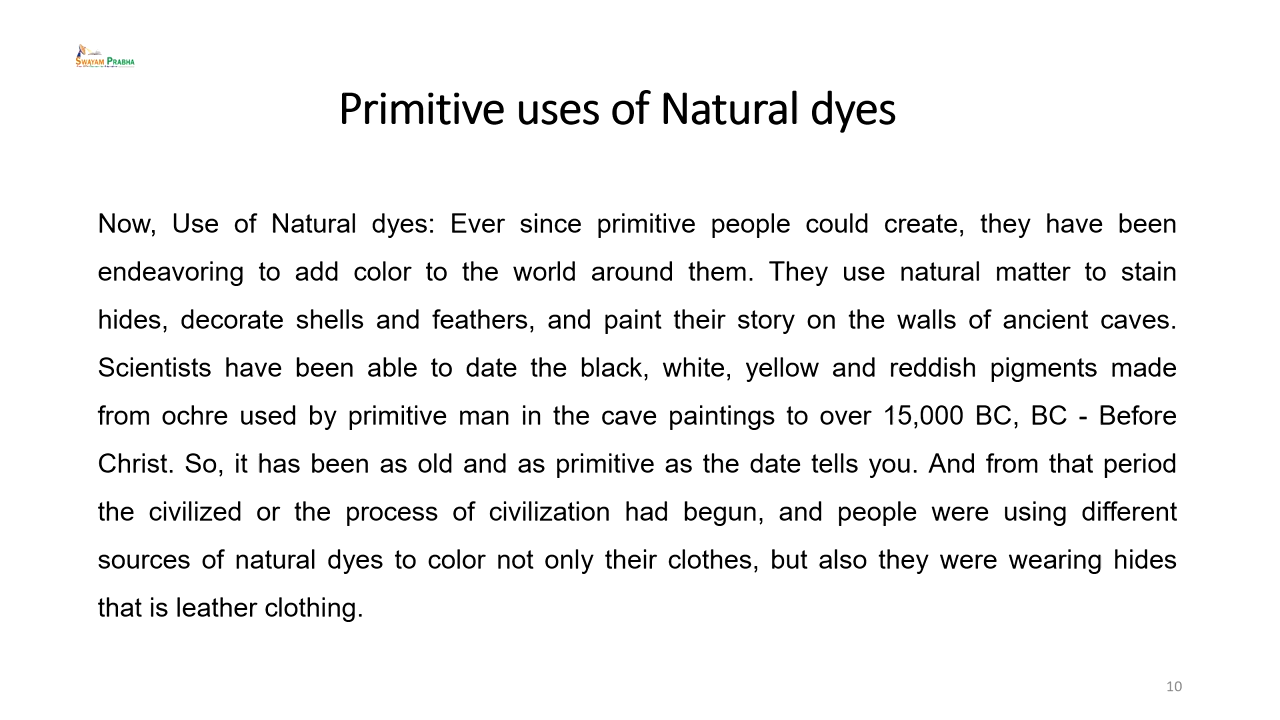 SWAYAM PRABHA
Primitive uses of Natural dyes
Now, Use of Natural dyes: Ever since primitive people could create, they have been
endeavoring to add color to the world around them. They use natural matter to stain
hides, decorate shells and feathers, and paint their story on the walls of ancient caves.
Scientists have been able to date the black, white, yellow and reddish pigments made
from ochre used by primitive man in the cave paintings to over 15,000 BC, BC - Before
Christ. So, it has been as old and as primitive as the date tells you. And from that period
the civilized or the process of civilization had begun, and people were using different
sources of natural dyes to color not only their clothes, but also they were wearing hides
that is leather clothing.
10